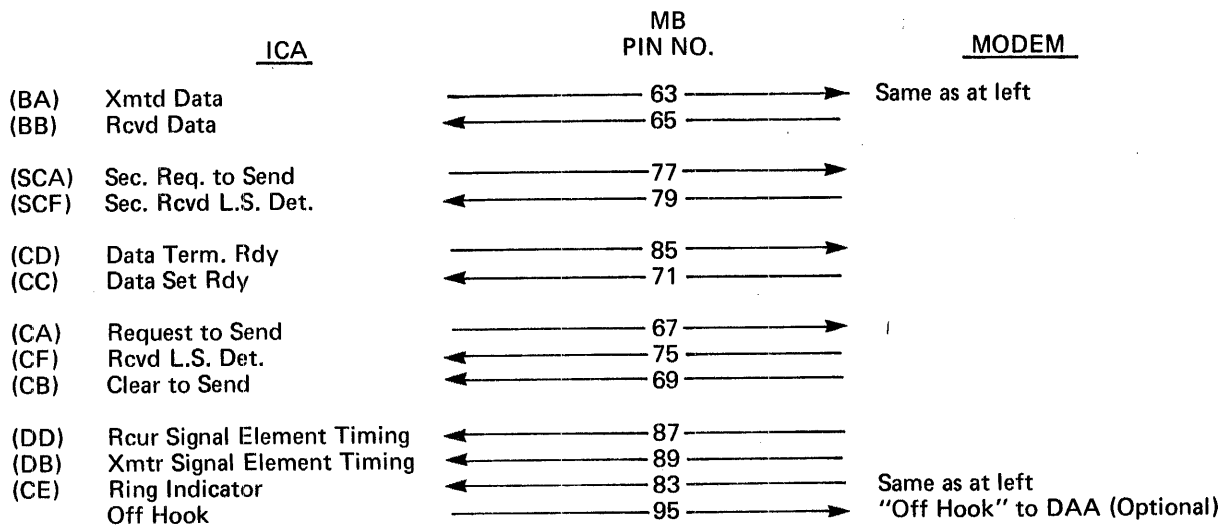 MB
ICA PIN NO. MODEM
(BA) Xmtd Data 63 Same as at left
(BB) Rcvd Data 65
(SCA) Sec. Req. to Send 77
(SCF) Sec. Rcvd L.S. Det. 79
(CD) Data Term. Rdy 85
(CC) Data Set Rdy 71
(CA) Request to Send 67
(CF) Rcvd L.S. Det. 75
(CB) Clear to Send 69
(DD) Rcur Signal Element Timing 87
(DB) Xmtr Signal Element Timing 89
(CE) Ring Indicator 83 Same as at left
Off Hook 95 "Off Hook" to DAA (Optional)